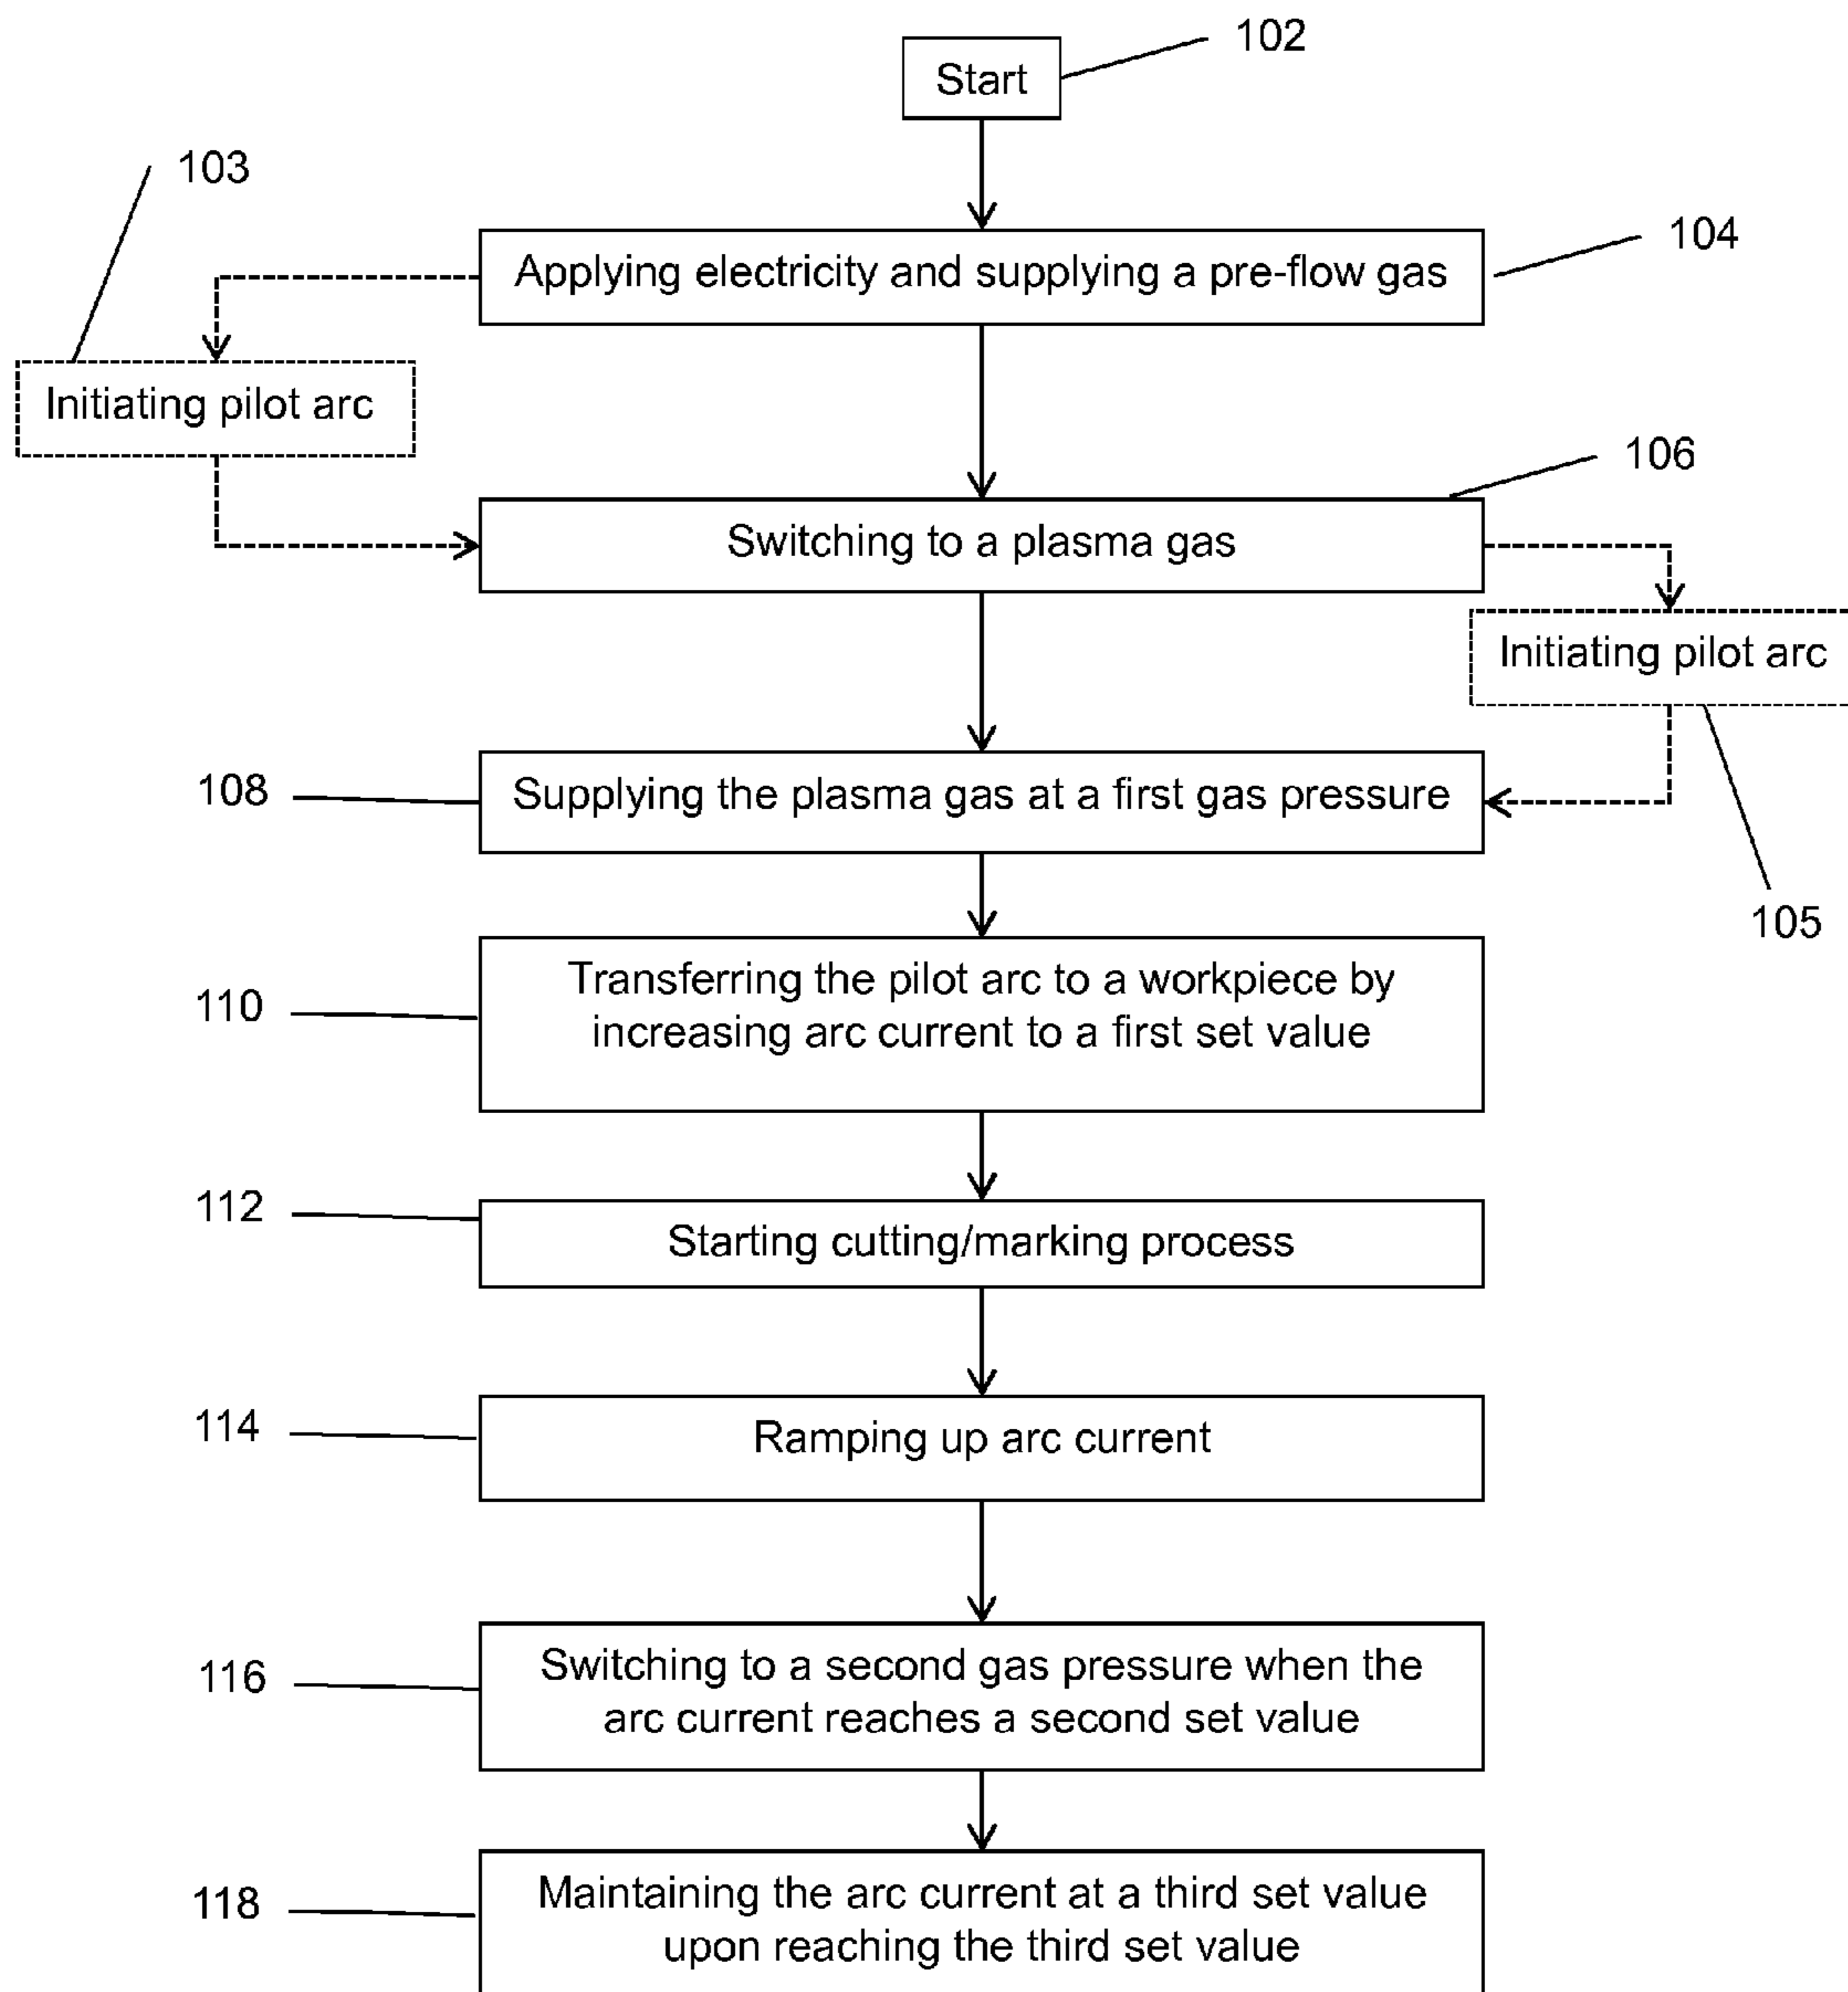 102
Start
103
104
Applying electricity and supplying a pre-flow gas
Initiating pilot arc
106
Switching to a plasma gas
Initiating pilot arc
108
Supplying the plasma gas at a first gas pressure
105
110
Transferring the pilot arc to a workpiece by
increasing arc current to a first set value
112
Starting cutting/marking process
114
Ramping up arc current
116
Switching to a second gas pressure when the
arc current reaches a second set value
118
Maintaining the arc current at a third set value
upon reaching the third set value